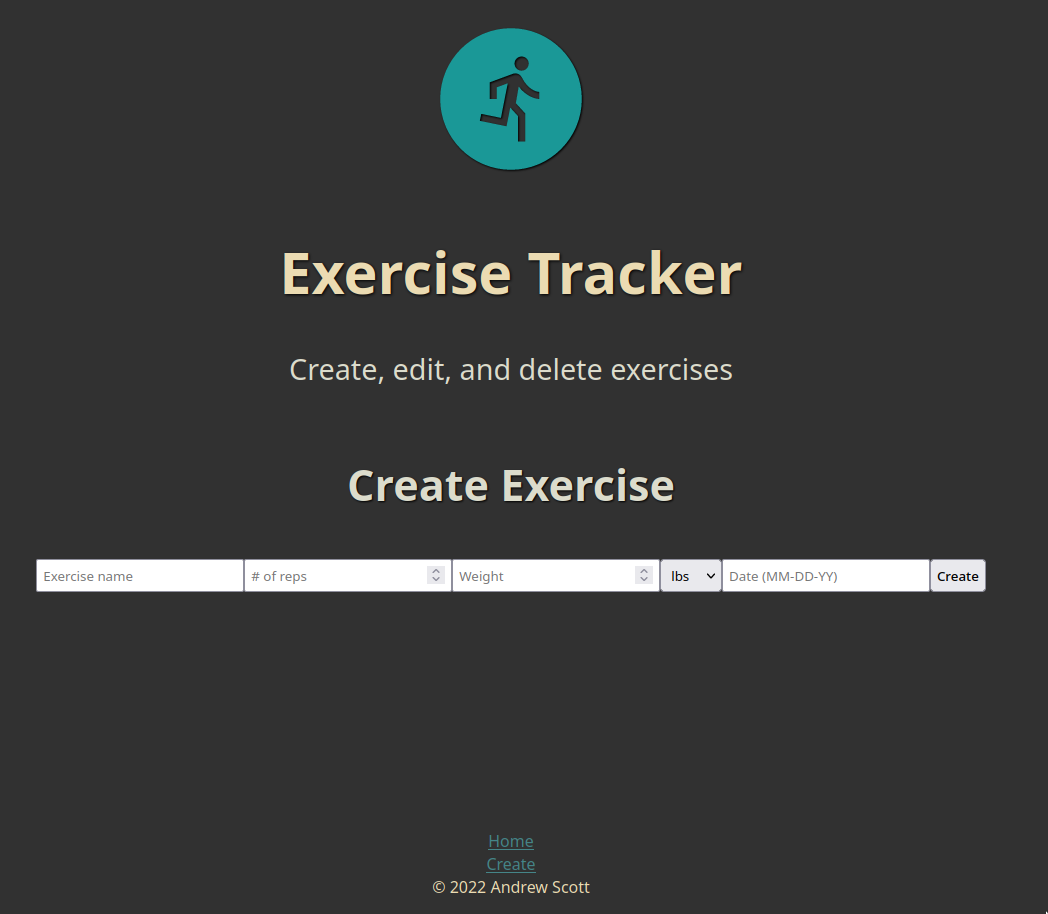 Exercise Tracker
Create, edit, and delete exercises
Create Exercise
Exercise name # of reps Weight lbs Date (MM-DD-YY) Create
Home
Create
© 2022 Andrew Scott